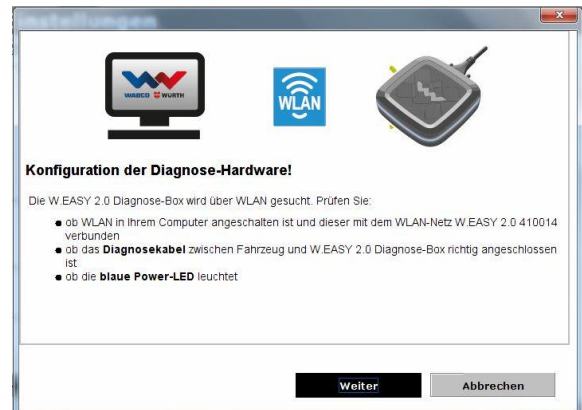 instellungen
WABCO WÜRTH
WLAN
Konfiguration der Diagnose-Hardware!
Die W.EASY 2.0 Diagnose-Box wird über WLAN gesucht. Prüfen Sie:
● ob WLAN in Ihrem Computer angeschalten ist und dieser mit dem WLAN-Netz W.EASY 2.0 410014
verbunden
● ob das Diagnosekabel zwischen Fahrzeug und W.EASY 2.0 Diagnose-Box richtig angeschlossen
ist
● ob die blaue Power-LED leuchtet
Weiter
Abbrechen